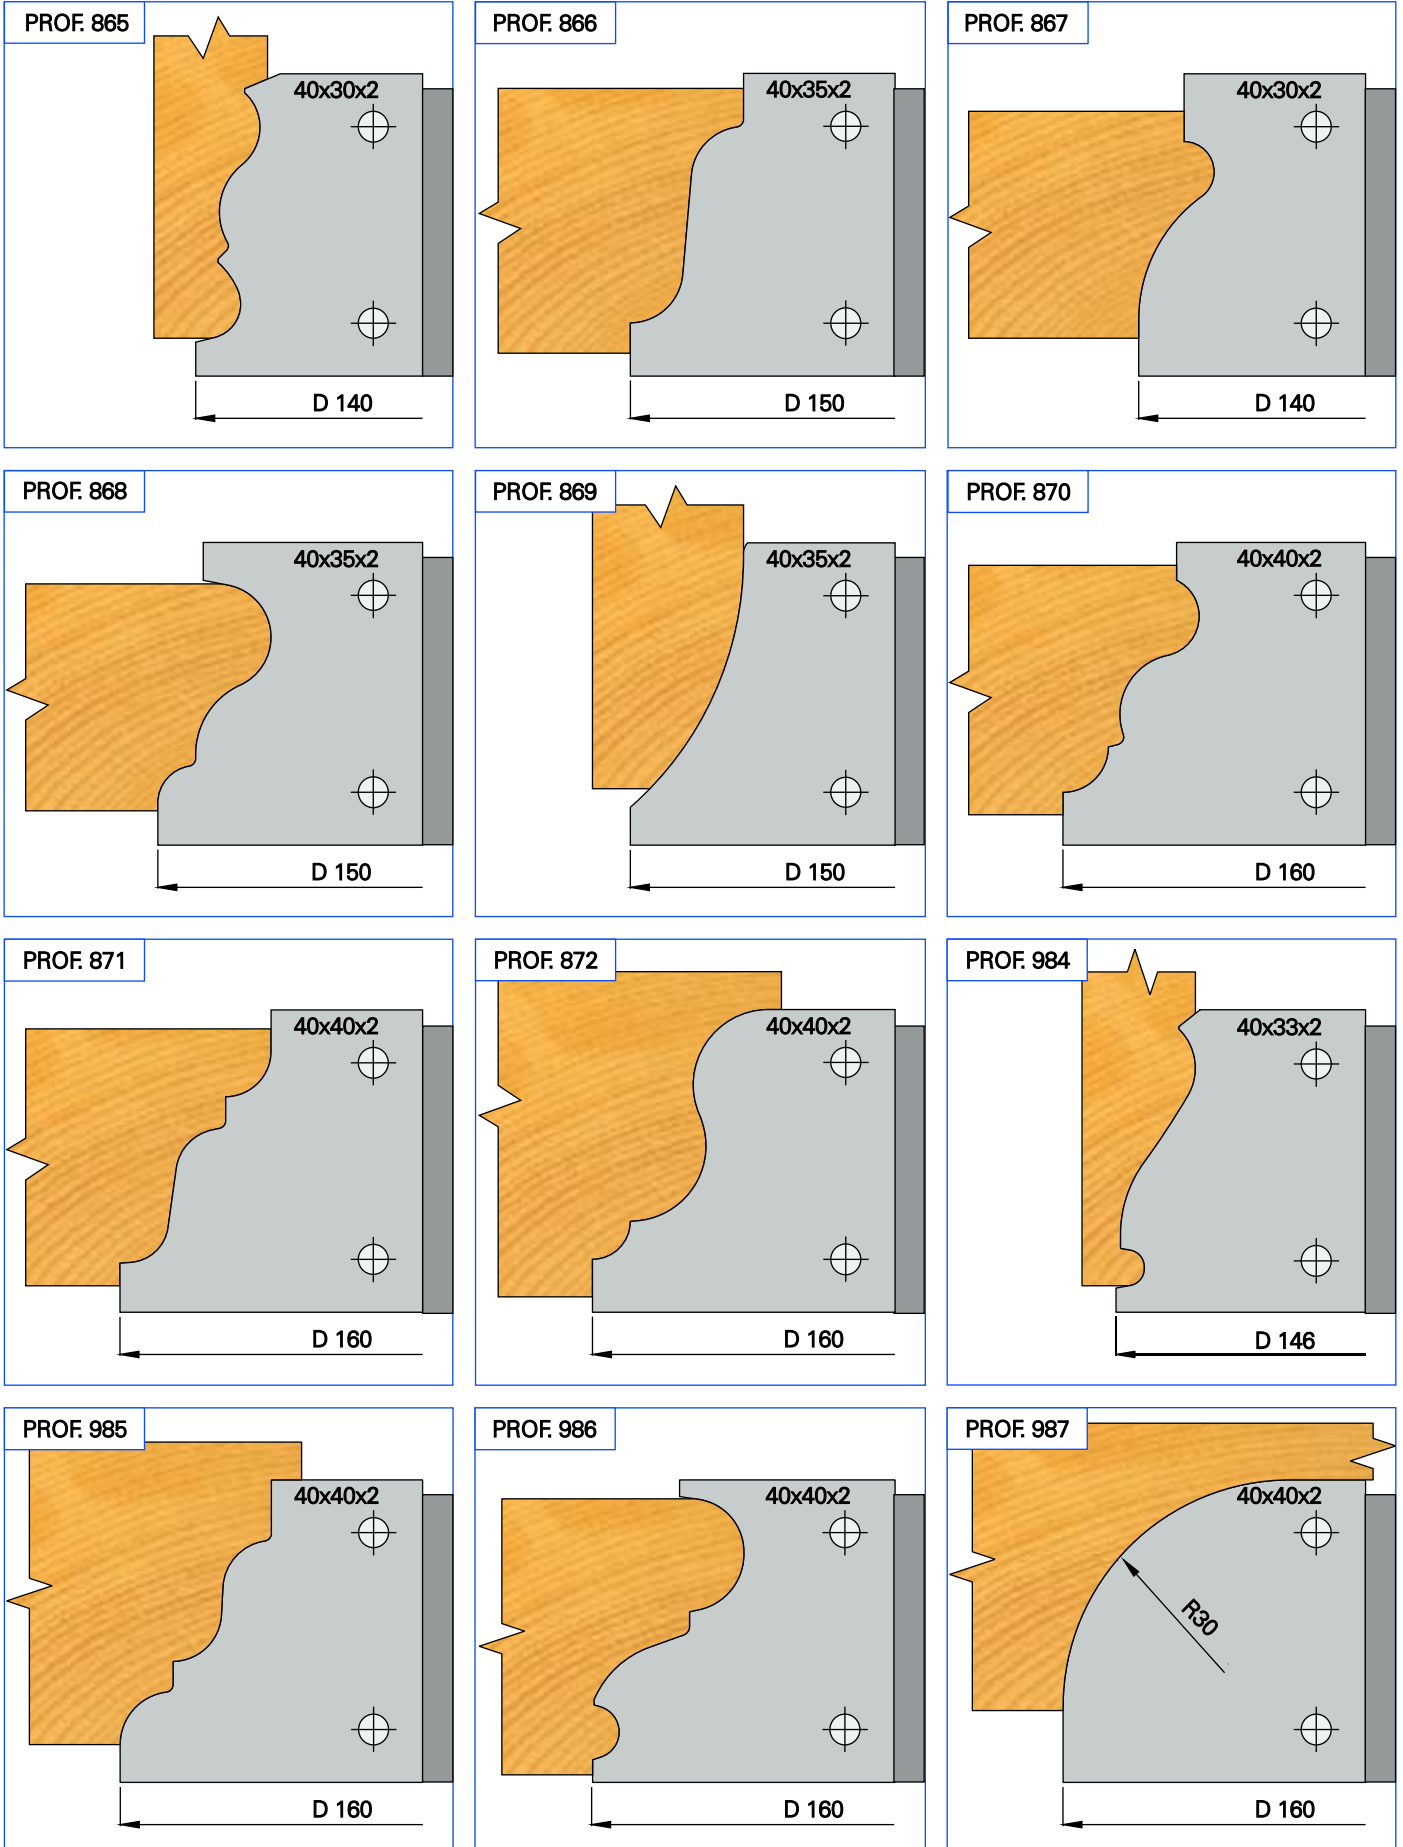 PROF. 865
40x30x2
D 140
PROF. 866
40x35x2
D 150
PROF. 867
40x30x2
D 140
PROF. 868
40x35x2
D 150
PROF. 869
40x35x2
D 150
PROF. 870
40x40x2
D 160
PROF. 871
40x40x2
D 160
PROF. 872
40x40x2
D 160
PROF. 984
40x33x2
D 146
PROF. 985
40x40x2
D 160
PROF. 986
40x40x2
D 160
PROF. 987
40x40x2
R30
D 160